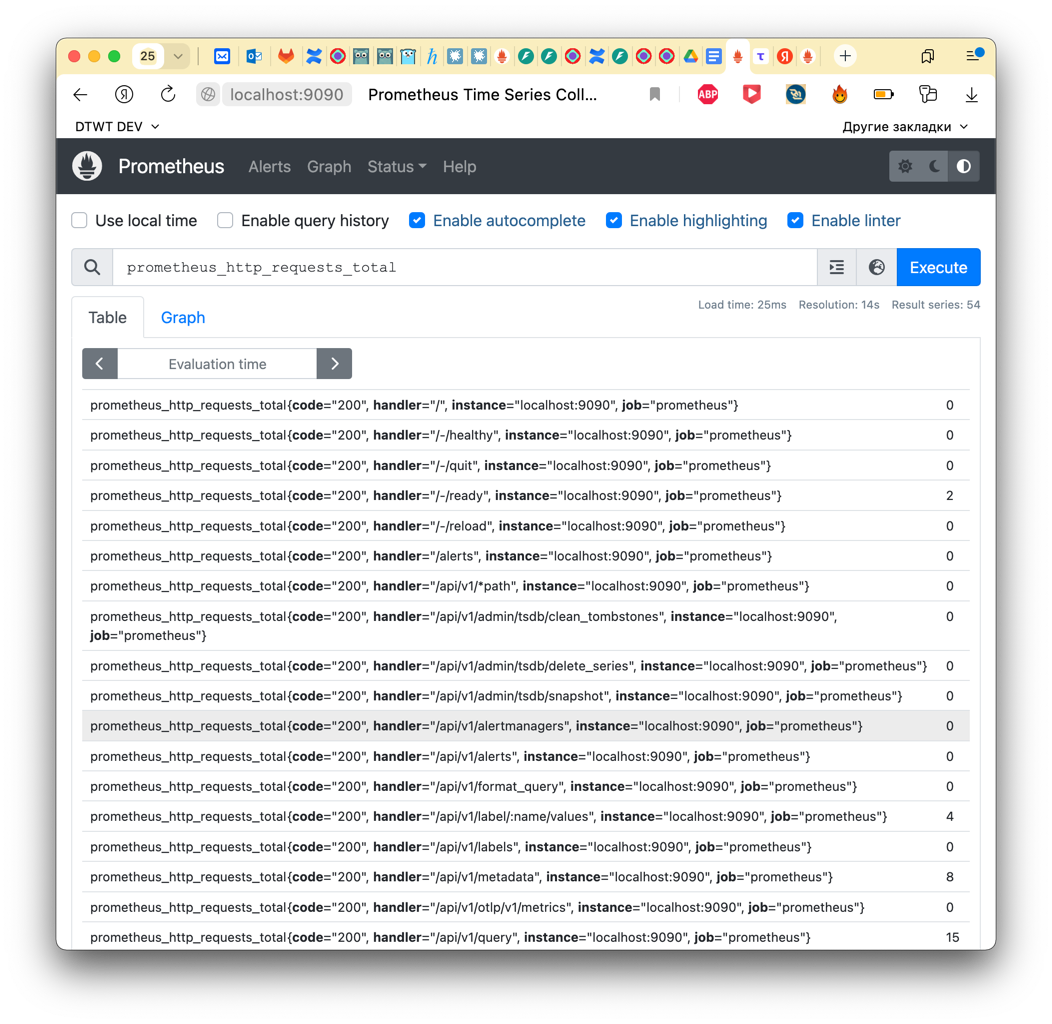 25
localhost:9090 Prometheus Time Series Coll... ABP
DTWT DEV Другие закладки
Prometheus Alerts Graph Status Help
Use local time Enable query history Enable autocomplete Enable highlighting Enable linter
prometheus_http_requests_total Execute
Load time: 25ms Resolution: 14s Result series: 54
Table Graph
Evaluation time
prometheus_http_requests_total{code="200", handler="/", instance="localhost:9090", job="prometheus"} 0
prometheus_http_requests_total{code="200", handler="/-/healthy", instance="localhost:9090", job="prometheus"} 0
prometheus_http_requests_total{code="200", handler="/-/quit", instance="localhost:9090", job="prometheus"} 0
prometheus_http_requests_total{code="200", handler="/-/ready", instance="localhost:9090", job="prometheus"} 2
prometheus_http_requests_total{code="200", handler="/-/reload", instance="localhost:9090", job="prometheus"} 0
prometheus_http_requests_total{code="200", handler="/alerts", instance="localhost:9090", job="prometheus"} 0
prometheus_http_requests_total{code="200", handler="/api/v1/*path", instance="localhost:9090", job="prometheus"} 0
prometheus_http_requests_total{code="200", handler="/api/v1/admin/tsdb/clean_tombstones", instance="localhost:9090", 0
job="prometheus"}
prometheus_http_requests_total{code="200", handler="/api/v1/admin/tsdb/delete_series", instance="localhost:9090", job="prometheus"} 0
prometheus_http_requests_total{code="200", handler="/api/v1/admin/tsdb/snapshot", instance="localhost:9090", job="prometheus"} 0
prometheus_http_requests_total{code="200", handler="/api/v1/alertmanagers", instance="localhost:9090", job="prometheus"} 0
prometheus_http_requests_total{code="200", handler="/api/v1/alerts", instance="localhost:9090", job="prometheus"} 0
prometheus_http_requests_total{code="200", handler="/api/v1/format_query", instance="localhost:9090", job="prometheus"} 0
prometheus_http_requests_total{code="200", handler="/api/v1/label/:name/values", instance="localhost:9090", job="prometheus"} 4
prometheus_http_requests_total{code="200", handler="/api/v1/labels", instance="localhost:9090", job="prometheus"} 0
prometheus_http_requests_total{code="200", handler="/api/v1/metadata", instance="localhost:9090", job="prometheus"} 8
prometheus_http_requests_total{code="200", handler="/api/v1/otlp/v1/metrics", instance="localhost:9090", job="prometheus"} 0
prometheus_http_requests_total{code="200", handler="/api/v1/query", instance="localhost:9090", job="prometheus"} 15